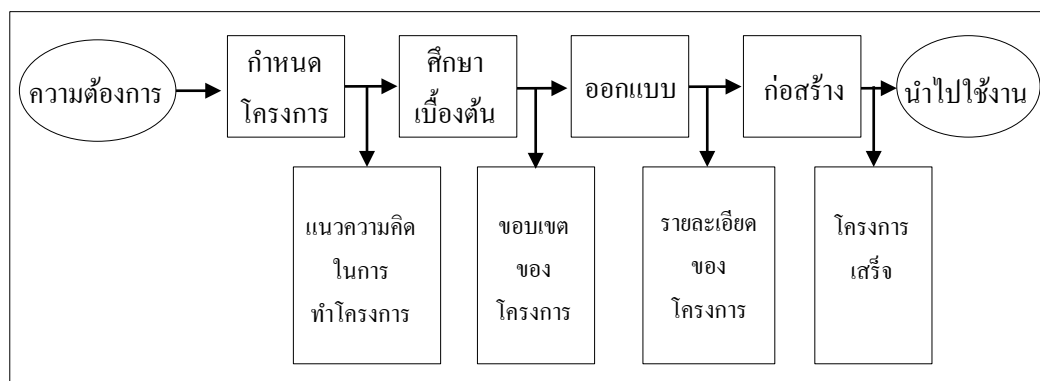 ความต้องการ
กำหนด
โครงการ
ศึกษา
เบื้องต้น
ออกแบบ
ก่อสร้าง
นำไปใช้งาน
แนวความคิด
ในการ
ทำโครงการ
ขอบเขต
ของ
โครงการ
รายละเอียด
ของ
โครงการ
โครงการ
เสร็จ